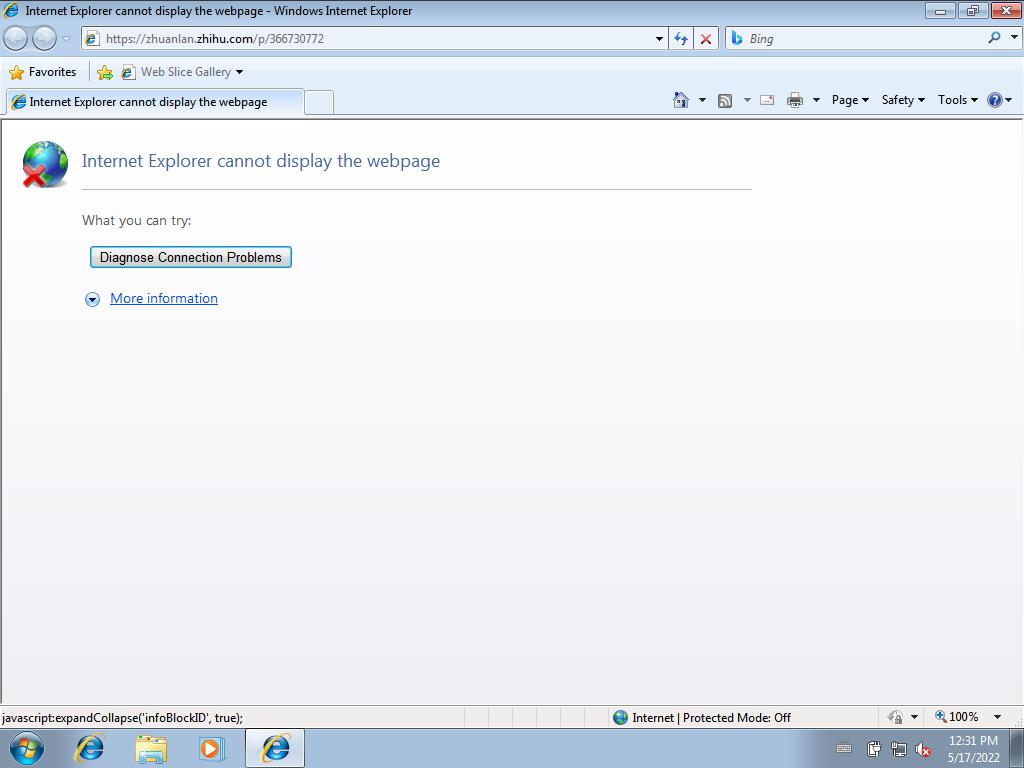 Internet Explorer cannot display the webpage - Windows Internet Explorer
https://zhuanlan.zhihu.com/p/366730772
Bing
Favorites
Web Slice Gallery
Internet Explorer cannot display the webpage
Page
Safety
Tools
Internet Explorer cannot display the webpage
What you can try:
Diagnose Connection Problems
More information
javascript:expandCollapse('infoBlockID', true);
Internet | Protected Mode: Off
100%
12:31 PM
5/17/2022